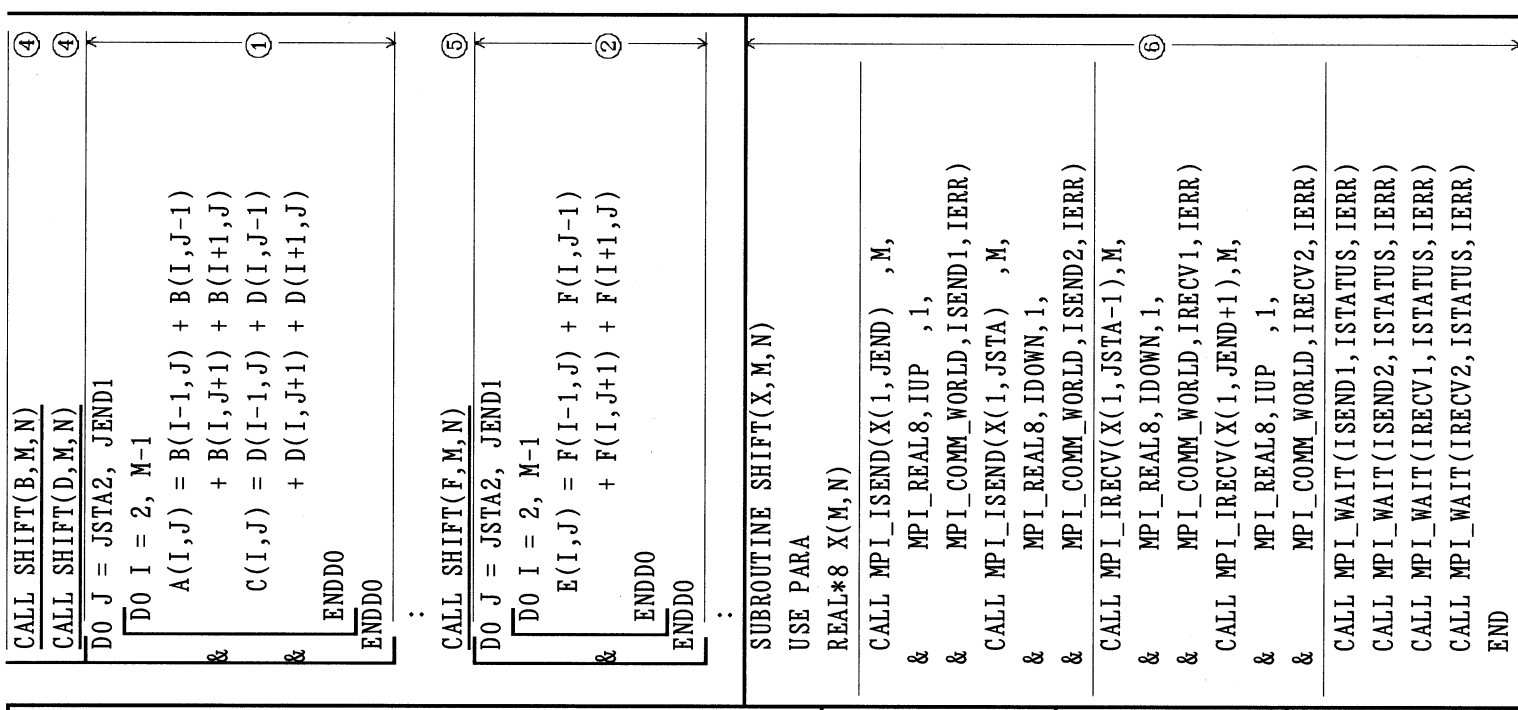 CALL SHIFT(B,M,N) ④
CALL SHIFT(D,M,N) ④
DO J = JSTA2, JEND1
DO I = 2, M-1
A(I,J) = B(I-1,J) + B(I,J-1)
& + B(I,J+1) + B(I+1,J) ①
C(I,J) = D(I-1,J) + D(I,J-1)
& + D(I,J+1) + D(I+1,J)
ENDDO
ENDDO
:
CALL SHIFT(F,M,N) ⑤
DO J = JSTA2, JEND1
DO I = 2, M-1
E(I,J) = F(I-1,J) + F(I,J-1)
& + F(I,J+1) + F(I+1,J) ②
ENDDO
ENDDO
:
SUBROUTINE SHIFT(X,M,N)
USE PARA
REAL*8 X(M,N)
CALL MPI_ISEND(X(1,JEND) ,M,
& MPI_REAL8,IUP ,1,
& MPI_COMM_WORLD,ISEND1,IERR)
CALL MPI_ISEND(X(1,JSTA) ,M,
& MPI_REAL8,IDOWN,1,
& MPI_COMM_WORLD,ISEND2,IERR)
CALL MPI_IRECV(X(1,JSTA-1),M,
& MPI_REAL8,IDOWN,1, ⑥
& MPI_COMM_WORLD,IRECV1,IERR)
CALL MPI_IRECV(X(1,JEND+1),M,
& MPI_REAL8,IUP ,1,
& MPI_COMM_WORLD,IRECV2,IERR)
CALL MPI_WAIT(ISEND1,ISTATUS,IERR)
CALL MPI_WAIT(ISEND2,ISTATUS,IERR)
CALL MPI_WAIT(IRECV1,ISTATUS,IERR)
CALL MPI_WAIT(IRECV2,ISTATUS,IERR)
END